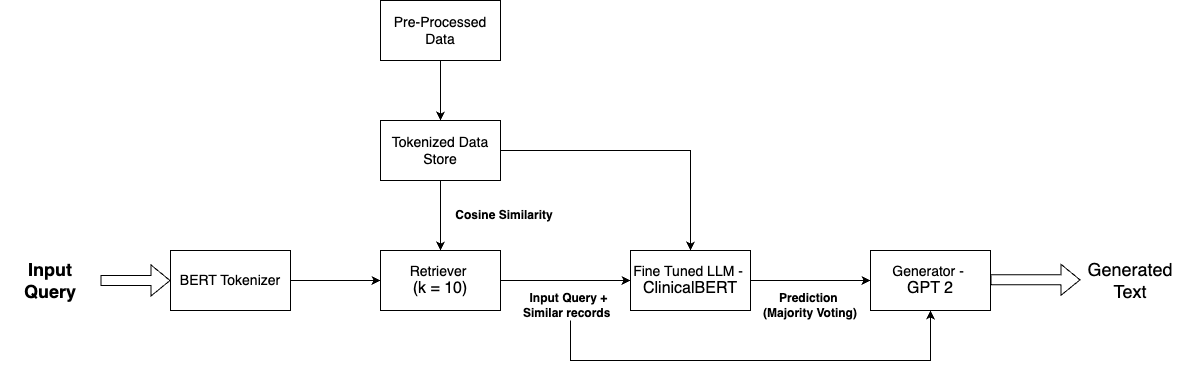 Pre-Processed
Data
Tokenized Data
Store
Cosine Similarity
Input
Query
BERT Tokenizer
Retriever
(k = 10)
Input Query +
Similar records
Fine Tuned LLM -
ClinicalBERT
Prediction
(Majority Voting)
Generator -
GPT 2
Generated
Text